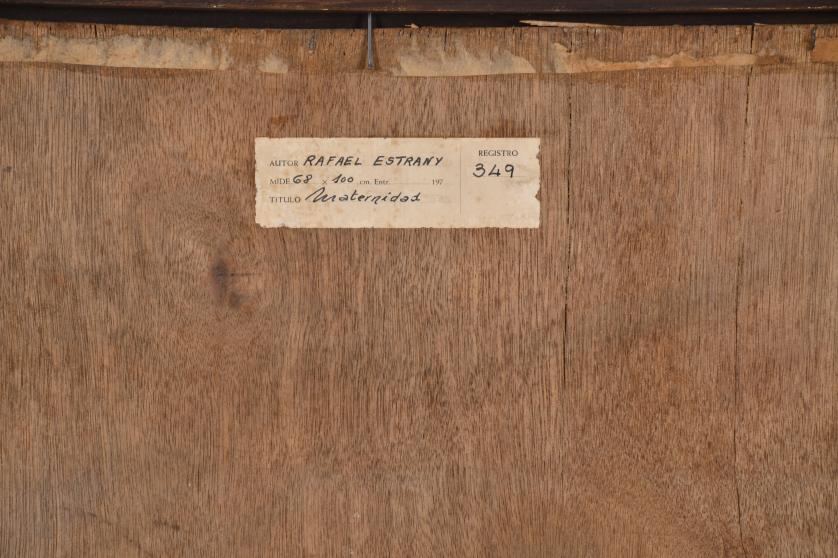 AUTOR RAFAEL ESTRANY
MIDE 68 x 100 cm. Entr. 197
TITULO Maternidad
REGISTRO
349